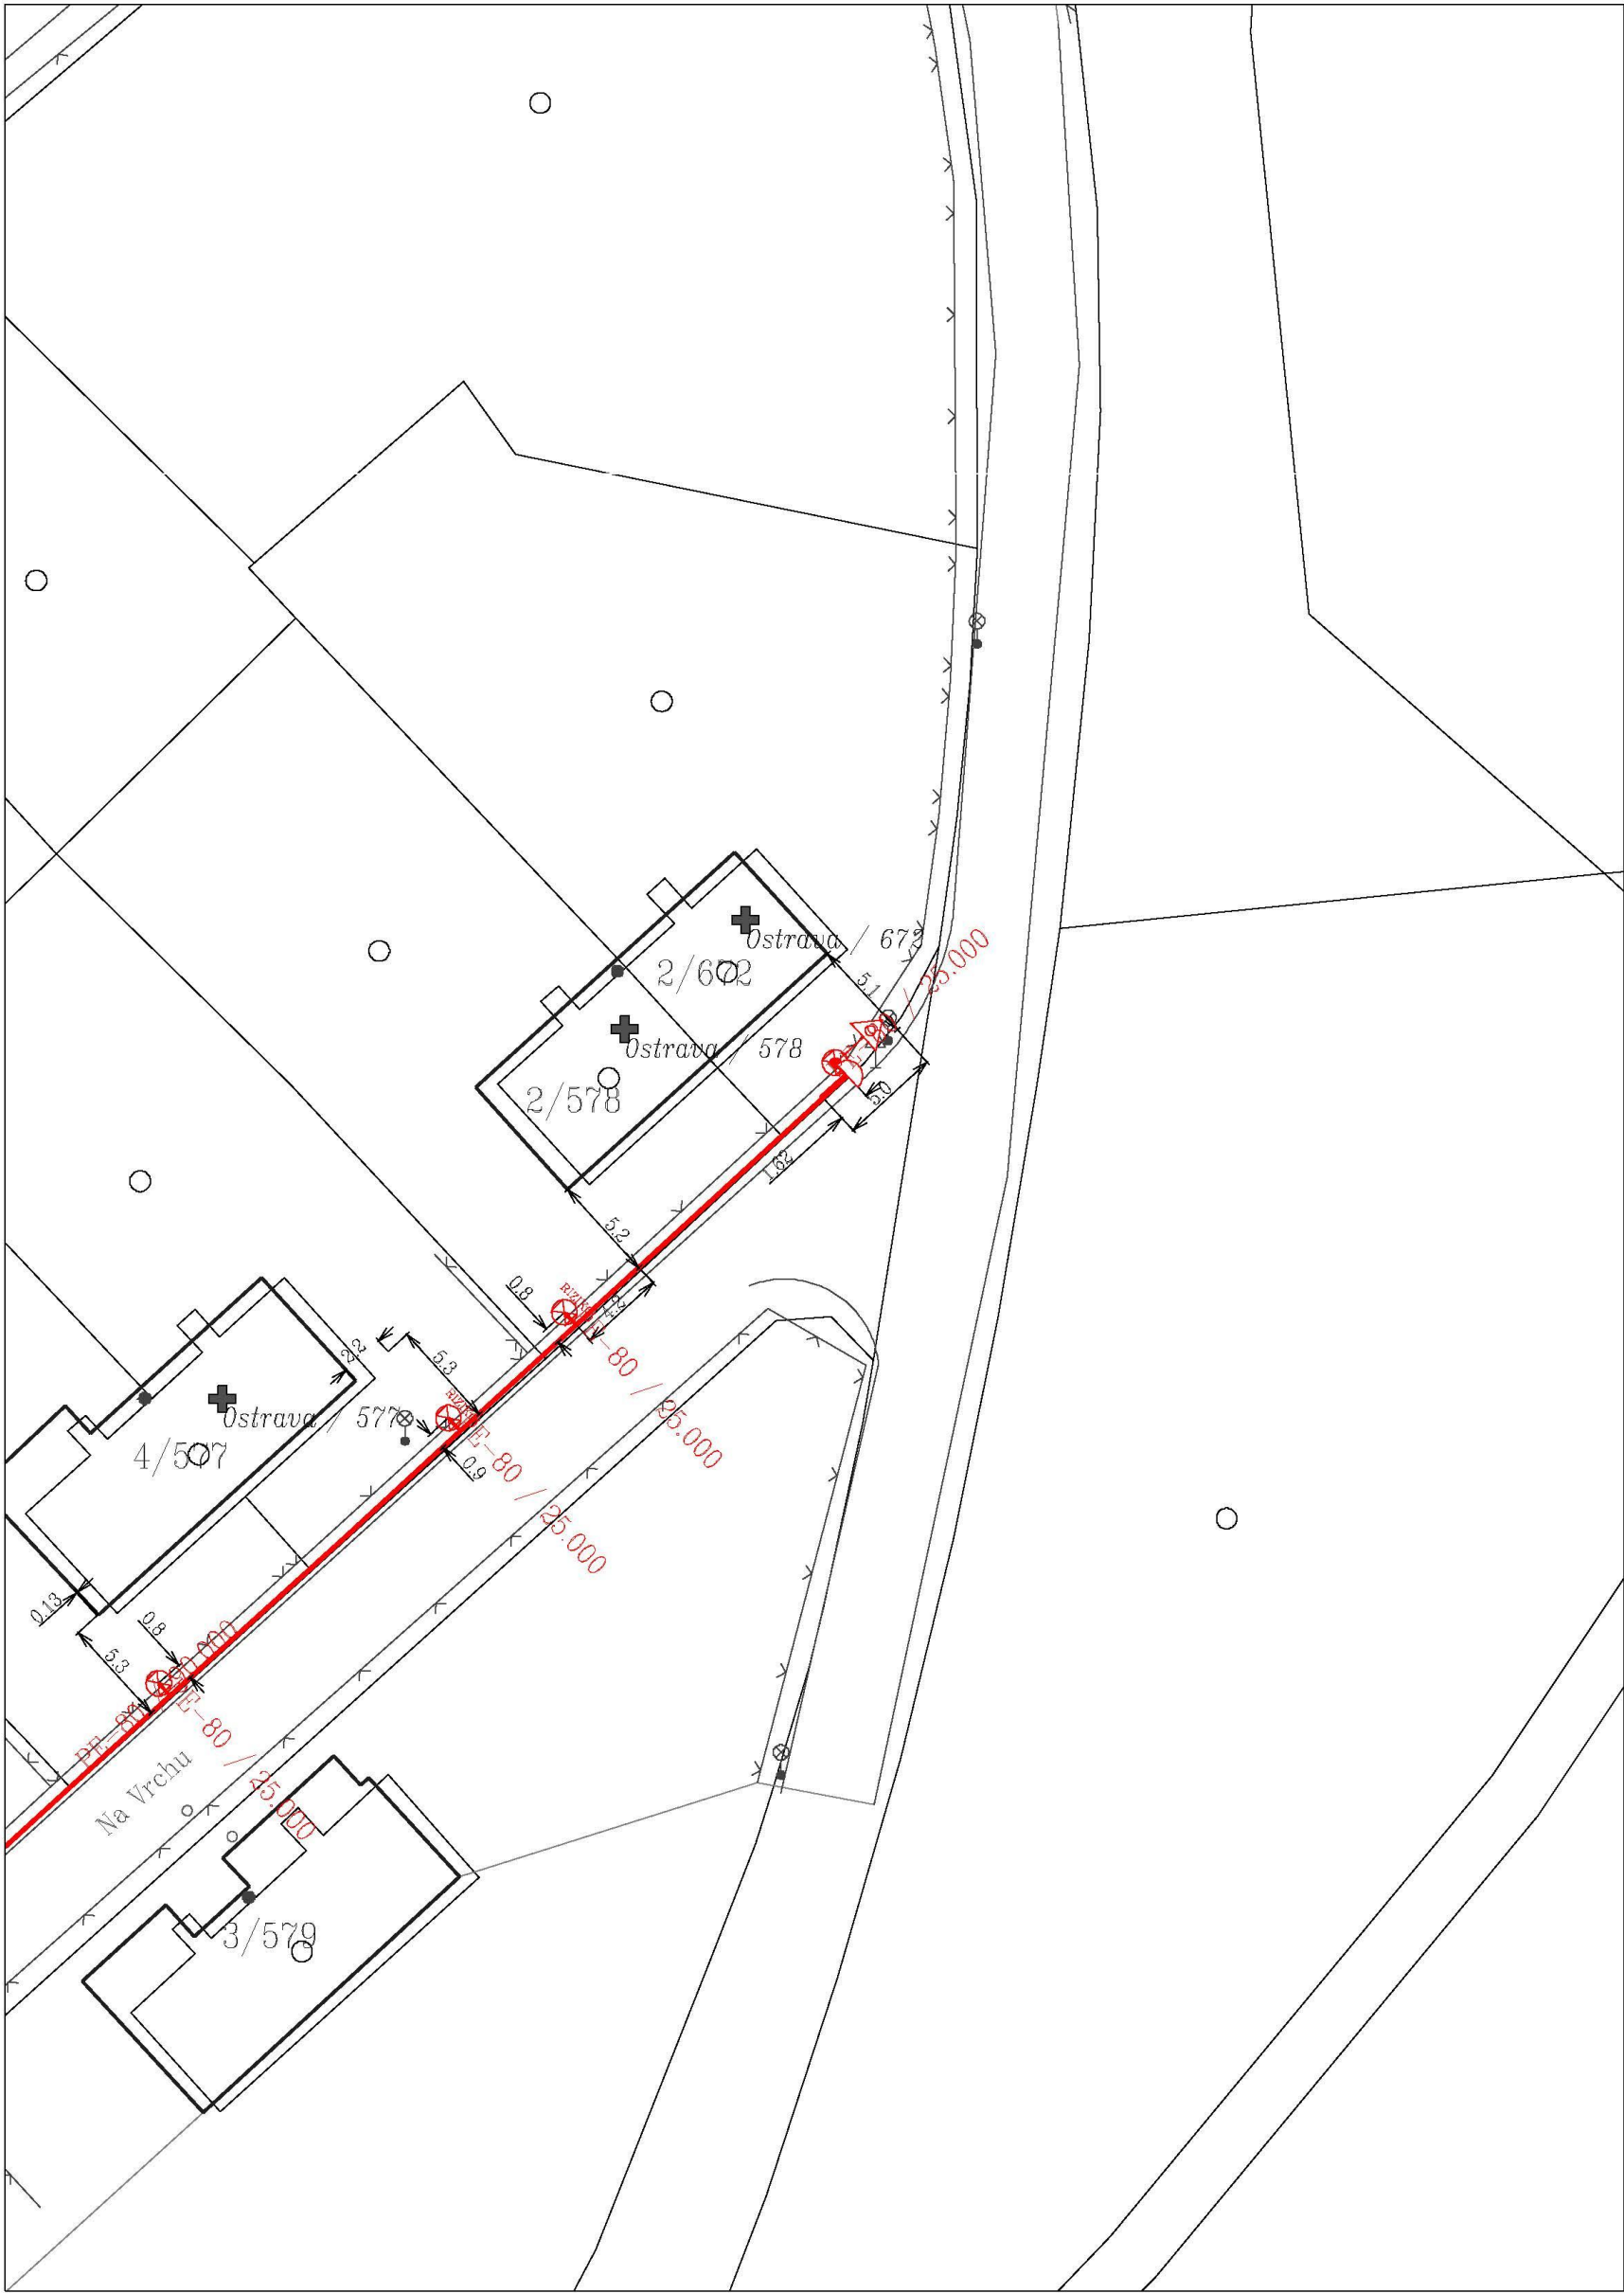 Ostrava / 672
2/672
/ 25.000
5.1
Ostrava / 578
2/578
5.0
1.62
5.2
0.8
PE-80 / 25.000
5.3
2.2
Ostrava / 577
4/577
PE-80 / 25.000
0.9
0.13
0.8
5.3
PE-80
PE-80 / 25.000
Na Vrchu
3/579